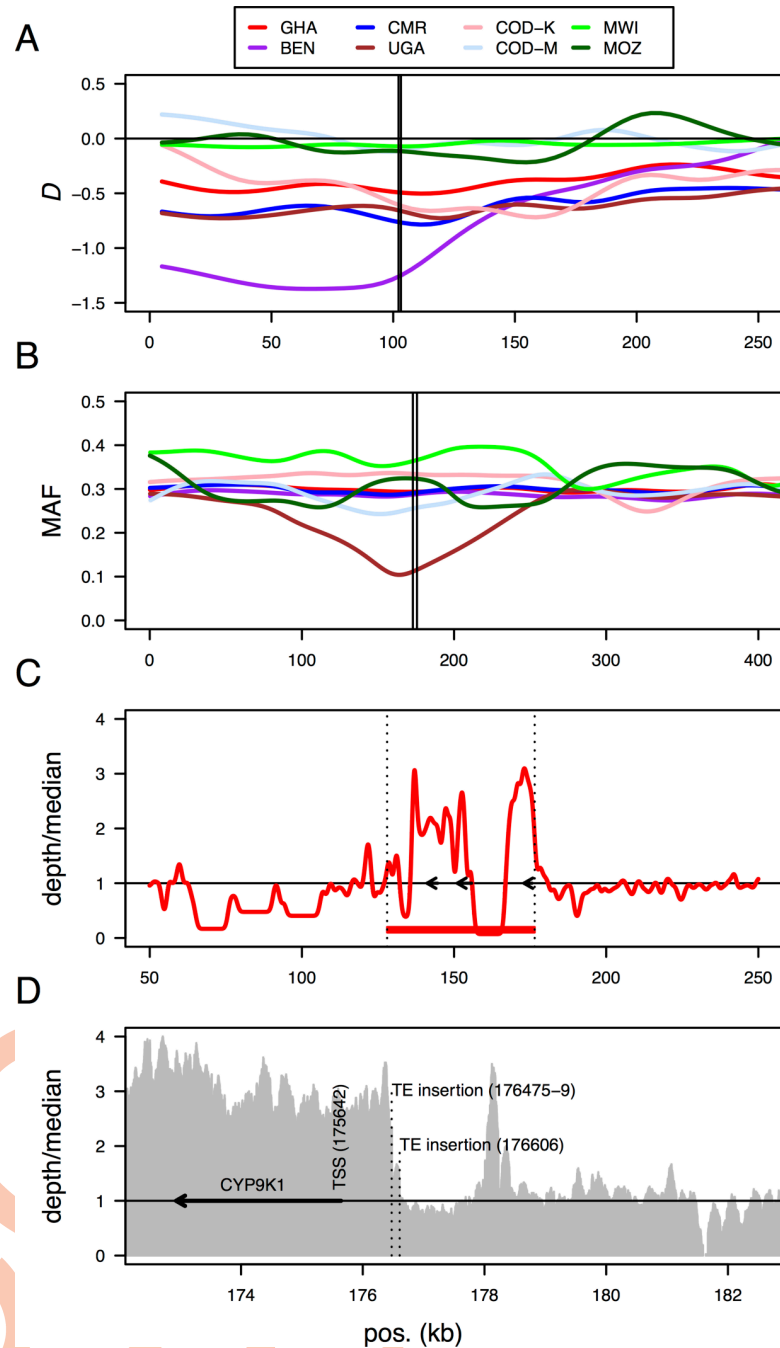 A
GHA CMR COD-K MWI
BEN UGA COD-M MOZ
0.5
0.0
D
−0.5
−1.0
−1.5
0 50 100 150 200 250
B
0.5
0.4
MAF
0.3
0.2
0.1
0.0
0 100 200 300 400
C
4
3
depth/median
2
1
0
50 100 150 200 250
D
4
3
TE insertion (176475−9)
depth/median
2
TE insertion (176606)
TSS (175642)
CYP9K1
1
0
174 176 178 180 182
pos. (kb)